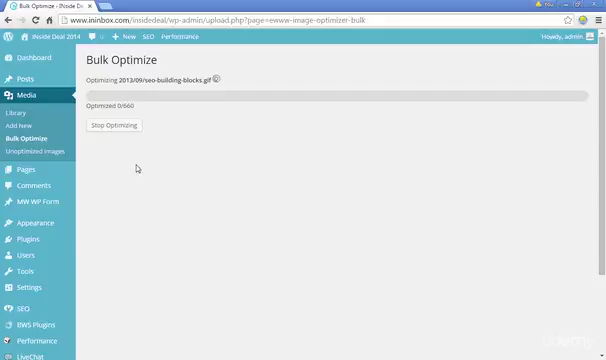 Bulk Optimize ‹ INside De
www.ininbox.com/insidedeal/wp-admin/upload.php?page=ewww-image-optimizer-bulk
INside Deal 2014 0 + New SEO Performance Howdy, admin
Dashboard
Posts
Media
Library
Add New
Bulk Optimize
Unoptimized Images
Pages
Comments
MW WP Form
Appearance
Plugins
Users
Tools
Settings
SEO
BWS Plugins
Performance
LiveChat
Bulk Optimize
Optimizing 2013/09/seo-building-blocks.gif
Optimized 0/660
Stop Optimizing